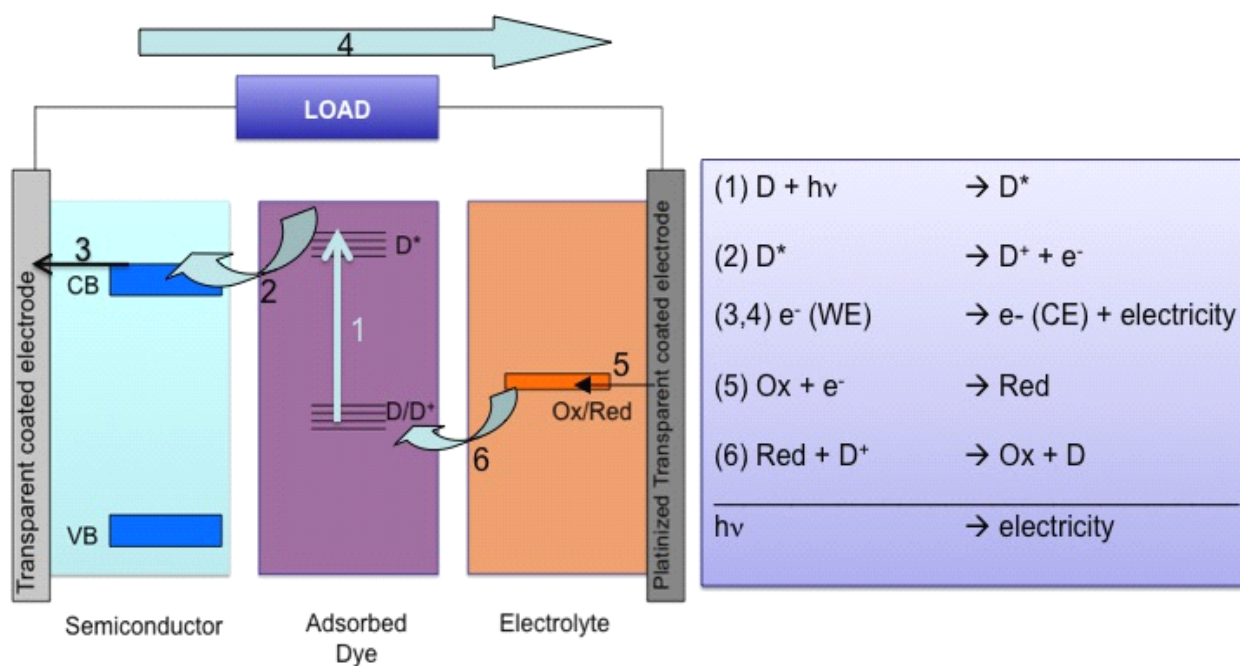 4
LOAD
Transparent coated electrode
3
CB
VB
2
D*
1
D/D⁺
6
5
Ox/Red
Platinized Transparent coated electrode
Semiconductor
Adsorbed
Dye
Electrolyte
(1) D + hν → D*
(2) D* → D⁺ + e⁻
(3,4) e⁻ (WE) → e- (CE) + electricity
(5) Ox + e⁻ → Red
(6) Red + D⁺ → Ox + D
hν → electricity